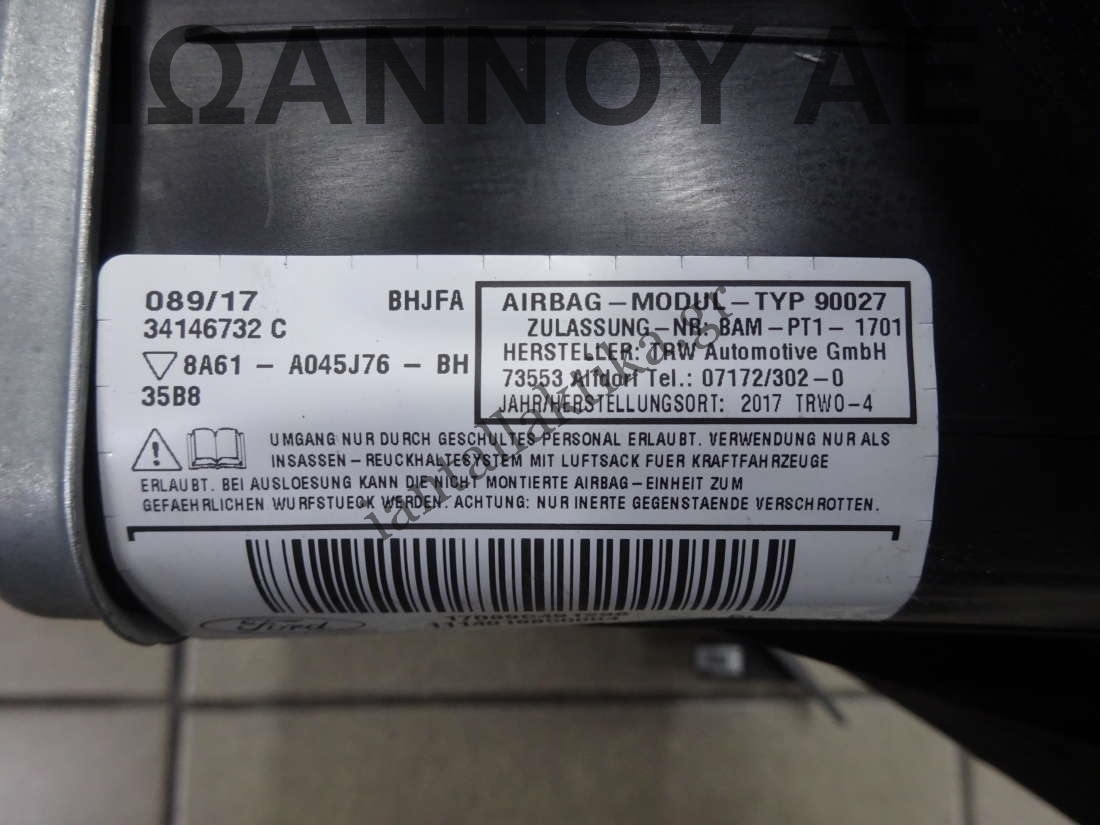 ΙΩΑΝΝΟΥ ΑΕ
089/17 BHJFA
34146732 C
8A61 - A045J76 - BH
35B8
AIRBAG-MODUL-TYP 90027
ZULASSUNG-NR: BAM-PT1-1701
HERSTELLER: TRW Automotive GmbH
73553 Alfdorf Tel.: 07172/302-0
JAHR/HERSTELLUNGSORT: 2017 TRWO-4
UMGANG NUR DURCH GESCHULTES PERSONAL ERLAUBT. VERWENDUNG NUR ALS
INSASSEN-REUCKHALTESYSTEM MIT LUFTSACK FUER KRAFTFAHRZEUGE
ERLAUBT. BEI AUSLOESUNG KANN DIE NICHT MONTIERTE AIRBAG-EINHEIT ZUM
GEFAEHRLICHEN WURFSTUECK WERDEN. ACHTUNG: NUR INERTE GEGENSTAENDE VERSCHROTTEN.
Ford
iantallaktika.gr